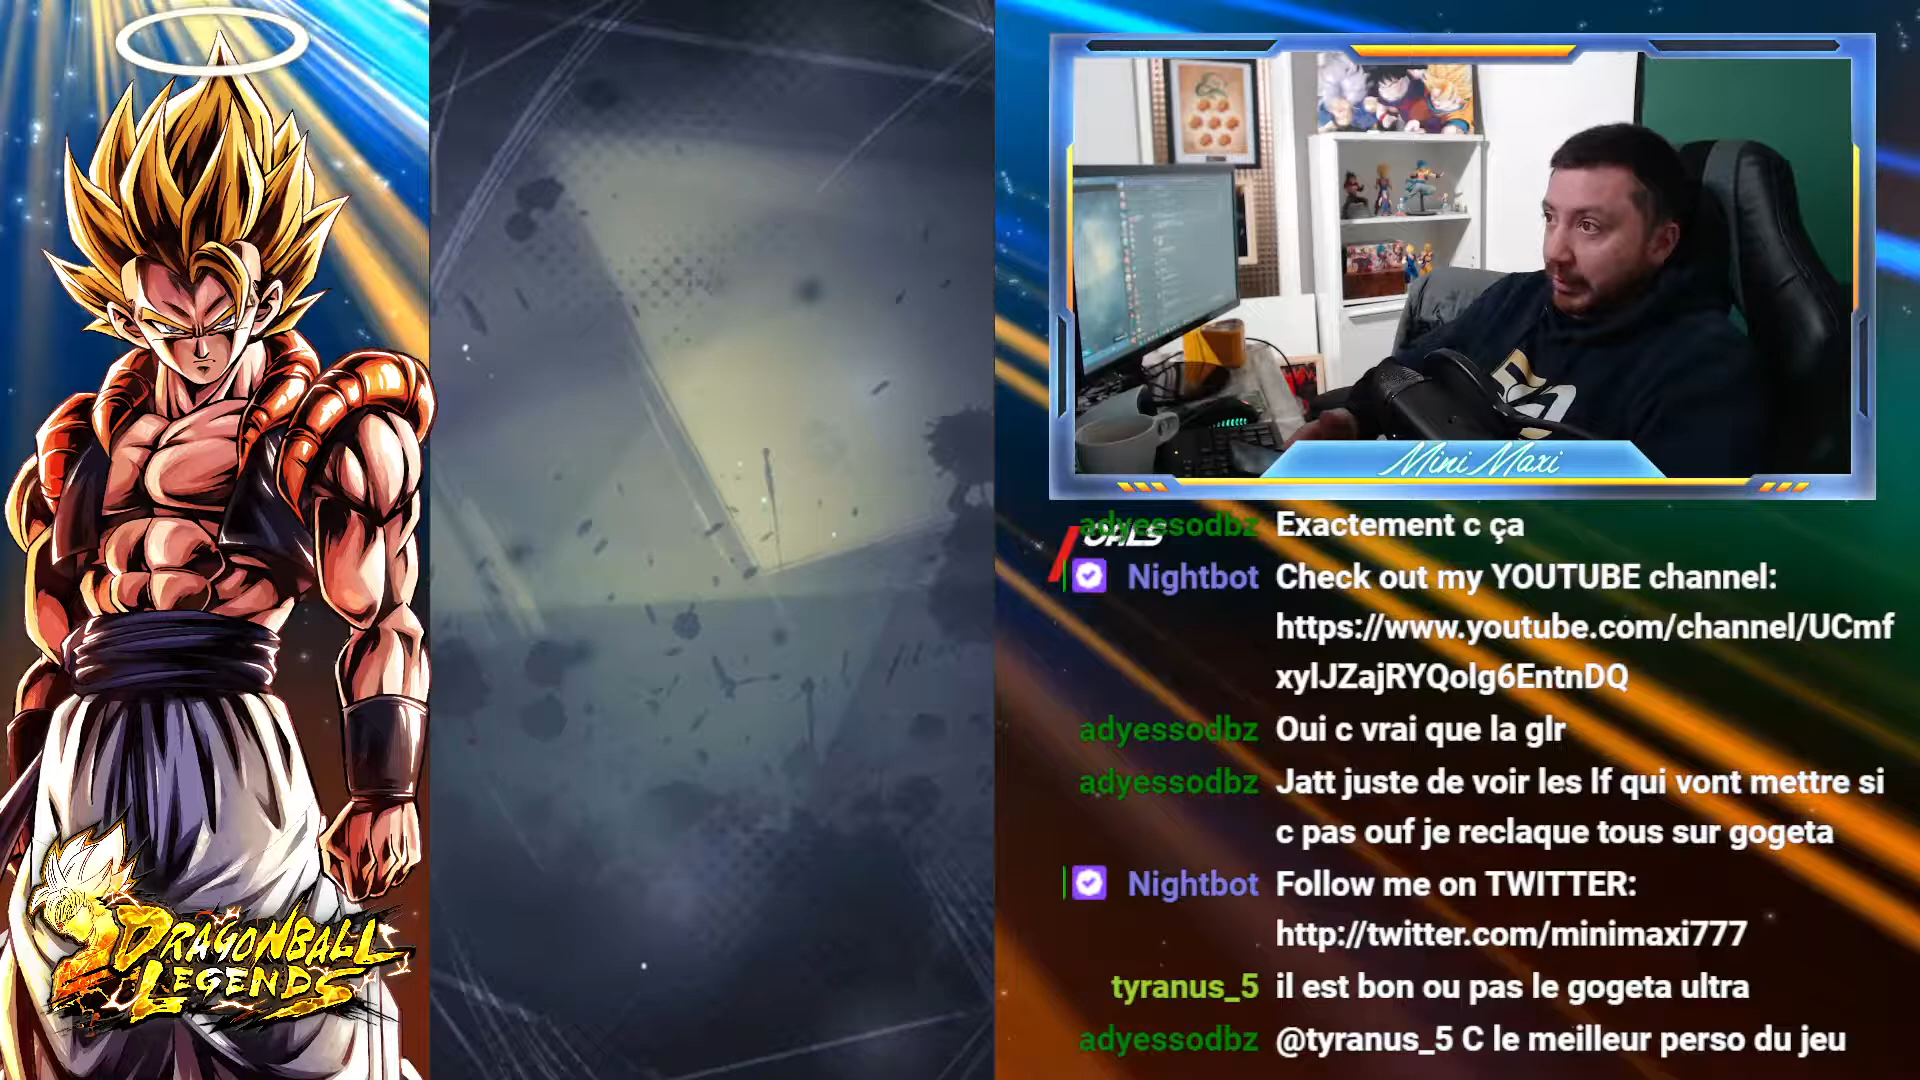 DRAGONBALL
LEGENDS
Mini Maxi
OALS
adyessodbz Exactement c ça
Nightbot Check out my YOUTUBE channel:
https://www.youtube.com/channel/UCmf
xylJZajRYQolg6EntnDQ
adyessodbz Oui c vrai que la glr
adyessodbz Jatt juste de voir les lf qui vont mettre si
c pas ouf je reclaque tous sur gogeta
Nightbot Follow me on TWITTER:
http://twitter.com/minimaxi777
tyranus_5 il est bon ou pas le gogeta ultra
adyessodbz @tyranus_5 C le meilleur perso du jeu